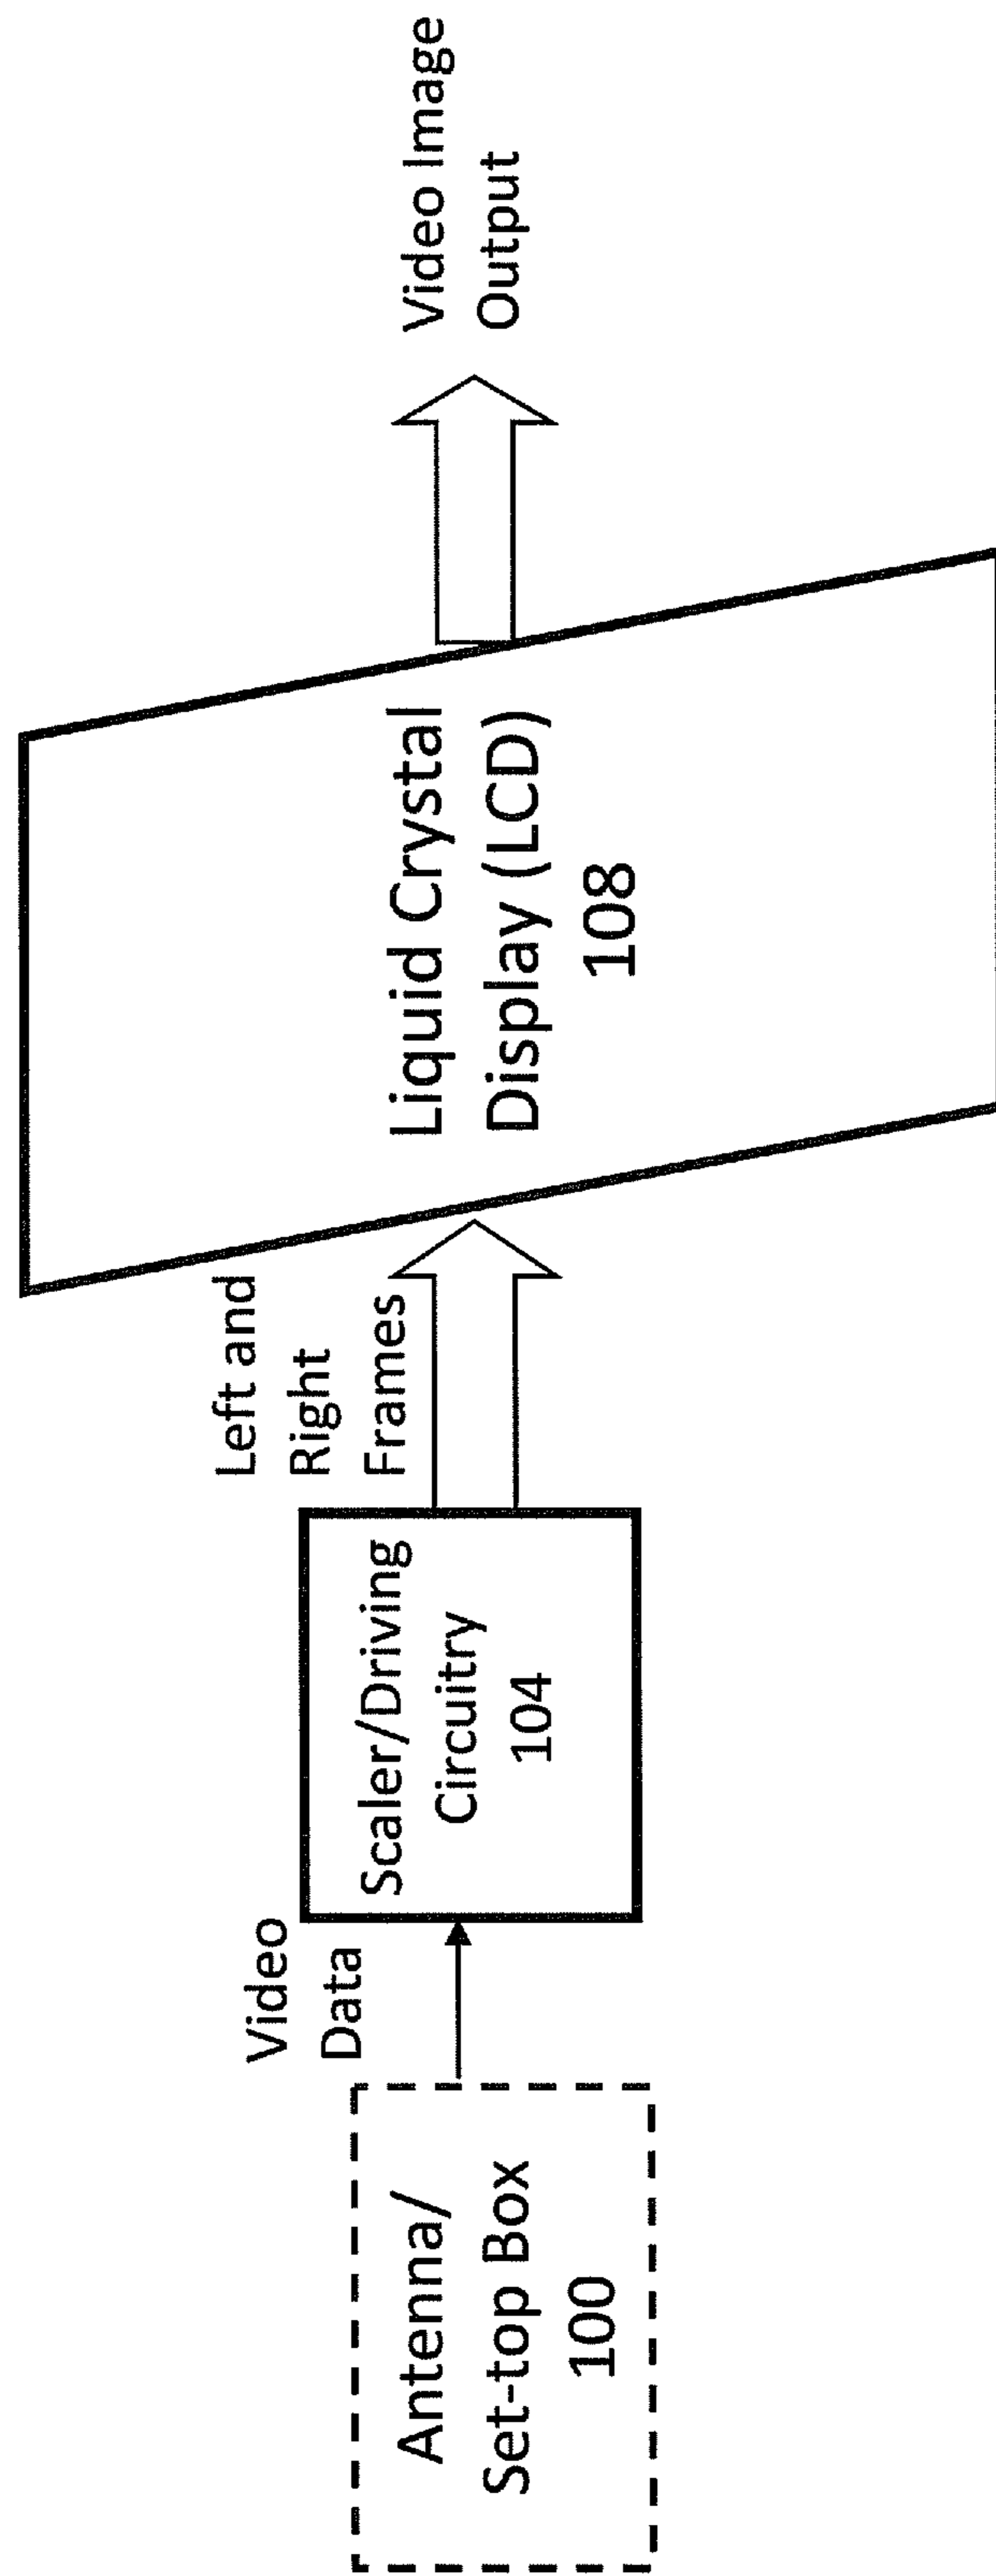 Antenna/
Set-top Box
100
Video
Data
Scaler/Driving
Circuitry
104
Left and
Right
Frames
Liquid Crystal
Display (LCD)
108
Video Image
Output